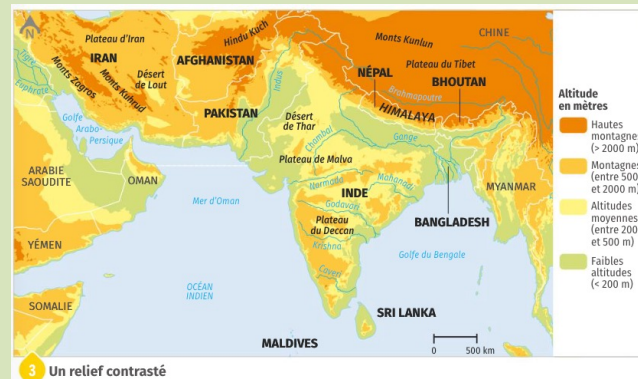 N
Plateau d'Iran
IRAN
Monts Zagros
Monts Kunrud
Désert
de Laut
Tigre
Euphrate
Golfe
Arabo-
Persique
ARABIE
SAOUDITE
OMAN
YÉMEN
SOMALIE
Hindu Kuch
AFGHANISTAN
PAKISTAN
Indus
Désert
de Thar
Chambal
Plateau de Malva
Mer d'Oman
OCÉAN
INDIEN
CHINE
Monts Kunlun
Plateau du Tibet
NÉPAL
BHOUTAN
Brahmapoutre
HIMALAYA
Gange
INDE
Narmada
Mahanadi
Godavari
Plateau
du Deccan
Krishna
Caveri
MYANMAR
BANGLADESH
Golfe du Bengale
SRI LANKA
MALDIVES
0 500 km
Altitude
en mètres
Hautes
montagnes
(> 2000 m)
Montagnes
(entre 500
et 2000 m)
Altitudes
moyennes
(entre 200
et 500 m)
Faibles
altitudes
(< 200 m)
3 Un relief contrasté